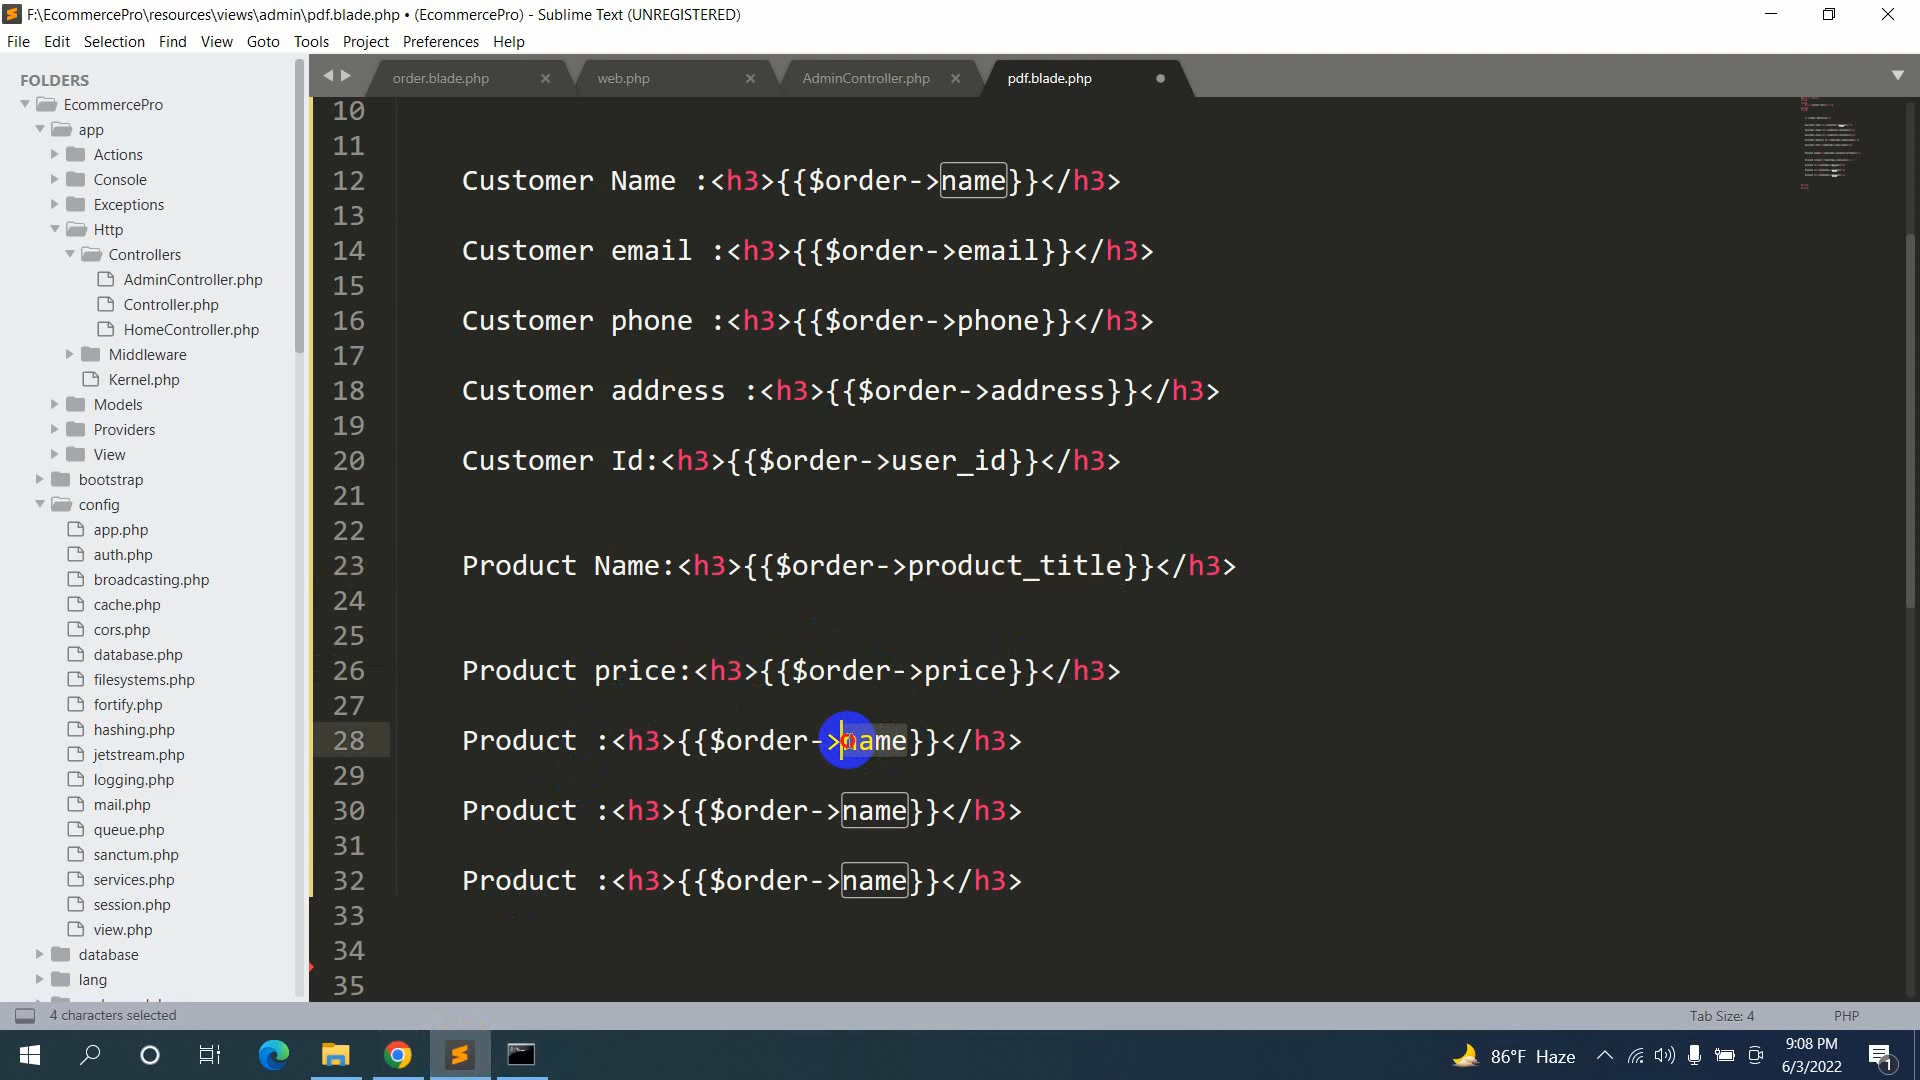 F:\EcommercePro\resources\views\admin\pdf.blade.php • (EcommercePro) - Sublime Text (UNREGISTERED)
File Edit Selection Find View Goto Tools Project Preferences Help
FOLDERS
EcommercePro
app
Actions
Console
Exceptions
Http
Controllers
AdminController.php
Controller.php
HomeController.php
Middleware
Kernel.php
Models
Providers
View
bootstrap
config
app.php
auth.php
broadcasting.php
cache.php
cors.php
database.php
filesystems.php
fortify.php
hashing.php
jetstream.php
logging.php
mail.php
queue.php
sanctum.php
services.php
session.php
view.php
database
lang
order.blade.php web.php AdminController.php pdf.blade.php
10
11
12 Customer Name :<h3>{{$order->name}}</h3>
13
14 Customer email :<h3>{{$order->email}}</h3>
15
16 Customer phone :<h3>{{$order->phone}}</h3>
17
18 Customer address :<h3>{{$order->address}}</h3>
19
20 Customer Id:<h3>{{$order->user_id}}</h3>
21
22
23 Product Name:<h3>{{$order->product_title}}</h3>
24
25
26 Product price:<h3>{{$order->price}}</h3>
27
28 Product :<h3>{{$order->name}}</h3>
29
30 Product :<h3>{{$order->name}}</h3>
31
32 Product :<h3>{{$order->name}}</h3>
33
34
35
4 characters selected Tab Size: 4 PHP
86°F Haze 9:08 PM
6/3/2022 1